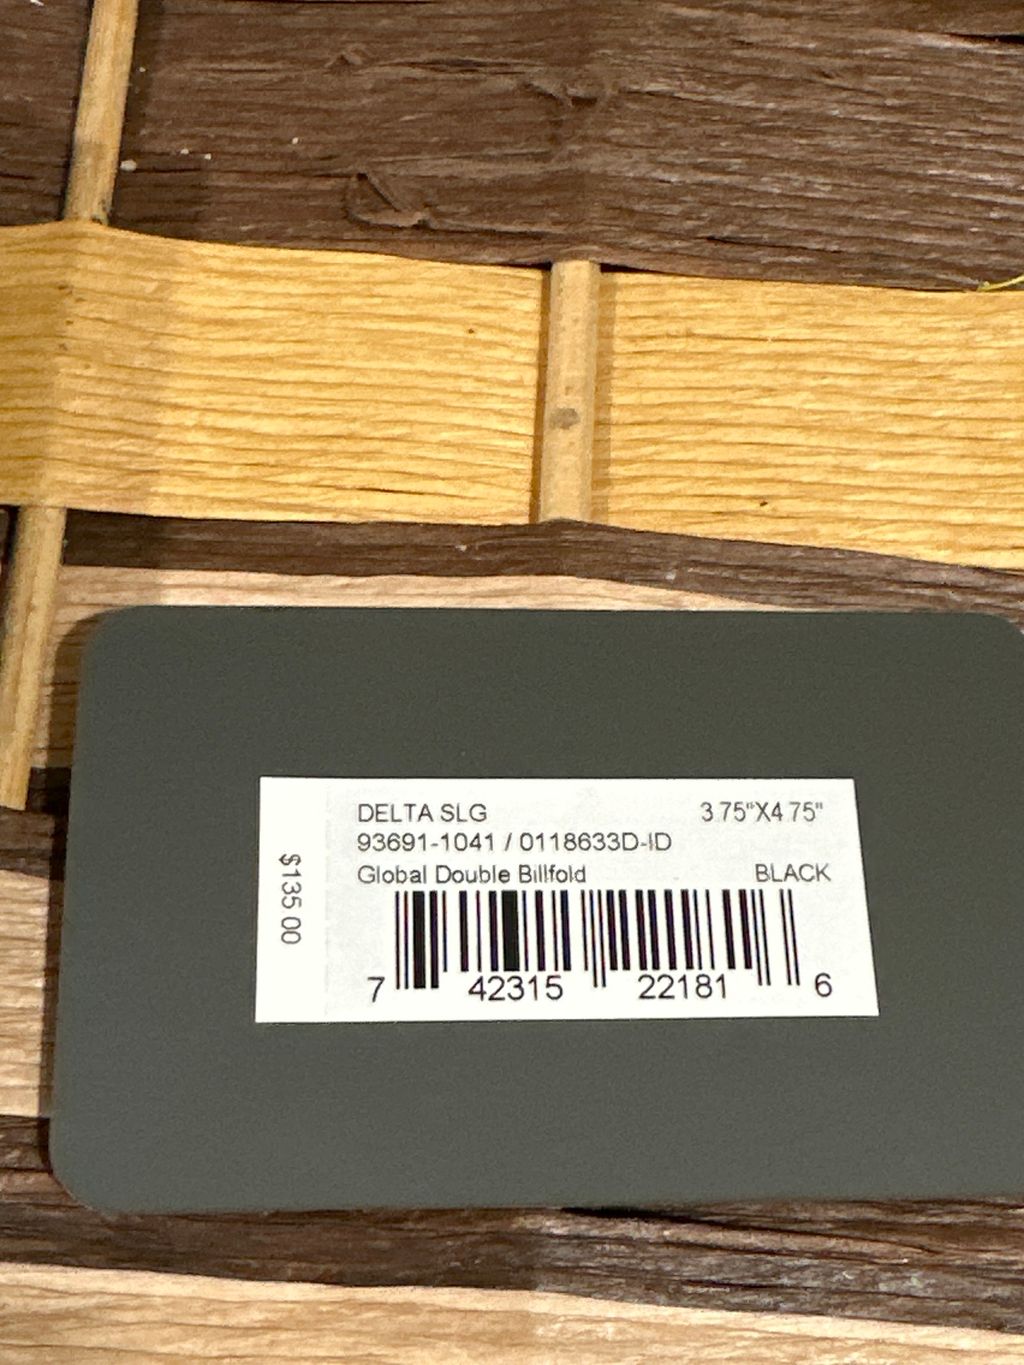 DELTA SLG 3.75"X4.75"
93691-1041 / 0118633D-ID
Global Double Billfold BLACK
$135.00
7 42315 22181 6